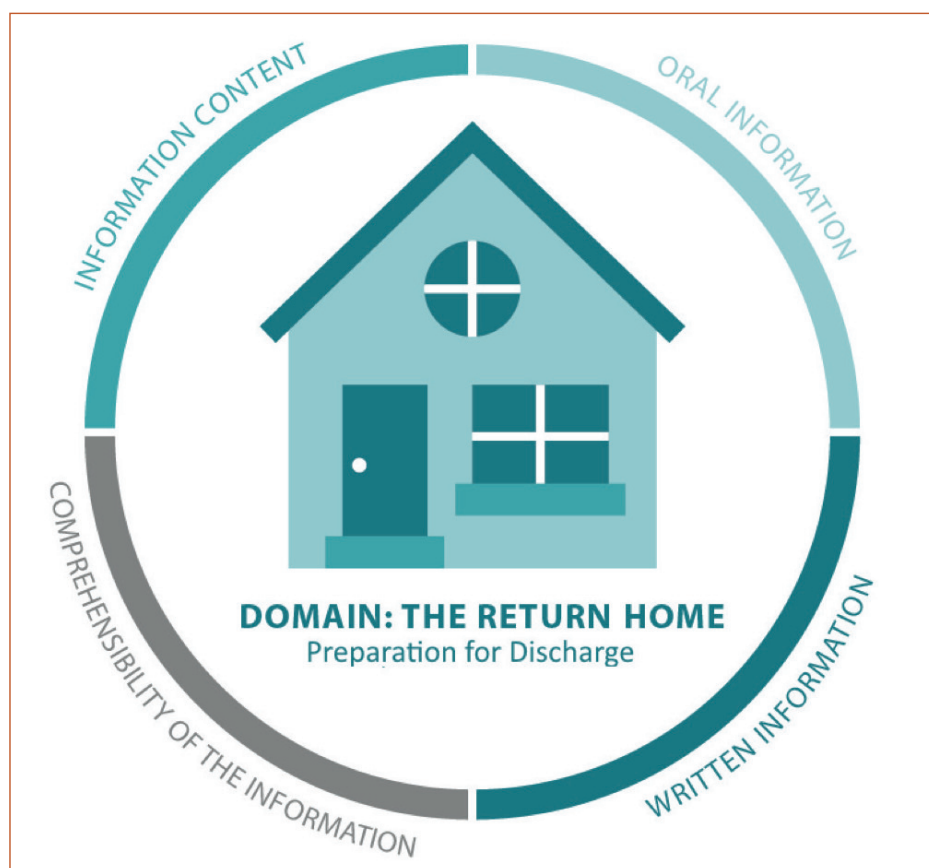 INFORMATION CONTENT
ORAL INFORMATION
COMPREHENSIBILITY OF THE INFORMATION
WRITTEN INFORMATION
DOMAIN: THE RETURN HOME
Preparation for Discharge